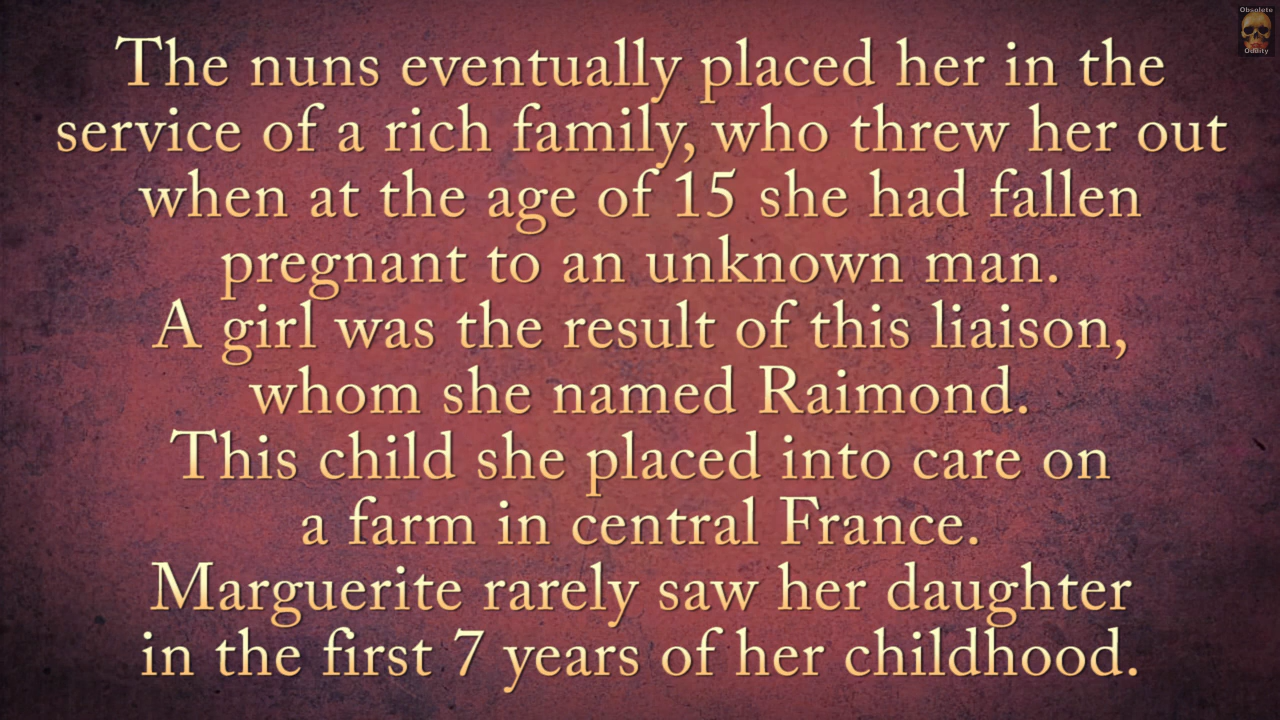 Obsolete
Oddity
The nuns eventually placed her in the
service of a rich family, who threw her out
when at the age of 15 she had fallen
pregnant to an unknown man.
A girl was the result of this liaison,
whom she named Raimond.
This child she placed into care on
a farm in central France.
Marguerite rarely saw her daughter
in the first 7 years of her childhood.